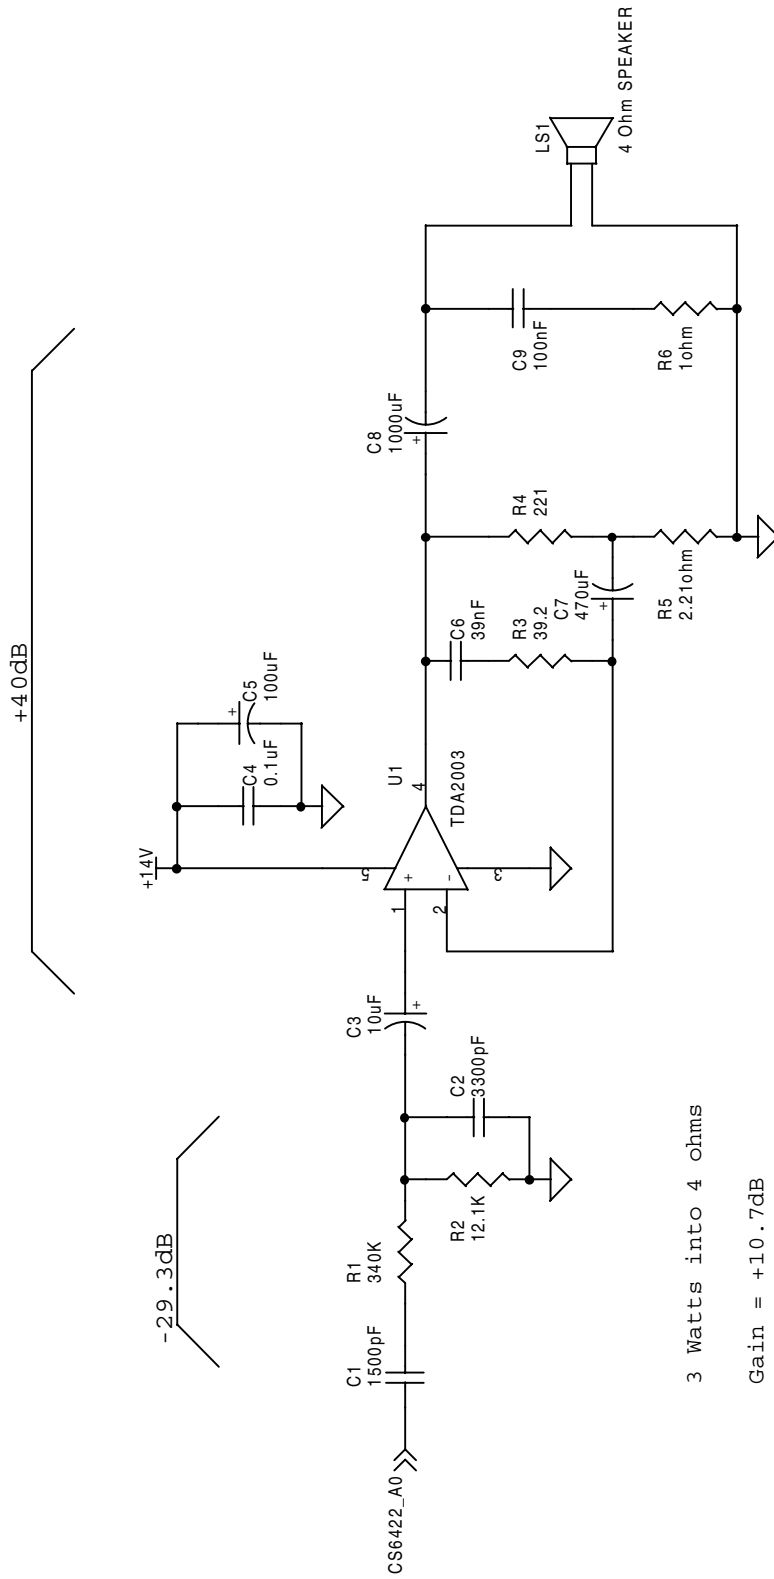 +40dB
-29.3dB
+14V
C4
0.1uF
C5
100uF
+
CS6422_A0
C1
1500pF
R1
340K
R2
12.1K
C2
3300pF
C3
10uF
+
1
2
+
-
5
3
U1
4
TDA2003
C6
39nF
R3
39.2
C7
470uF
+
R4
221
R5
2.21ohm
C8
1000uF
+
C9
100nF
R6
1ohm
LS1
4 Ohm SPEAKER
3 Watts into 4 ohms
Gain = +10.7dB